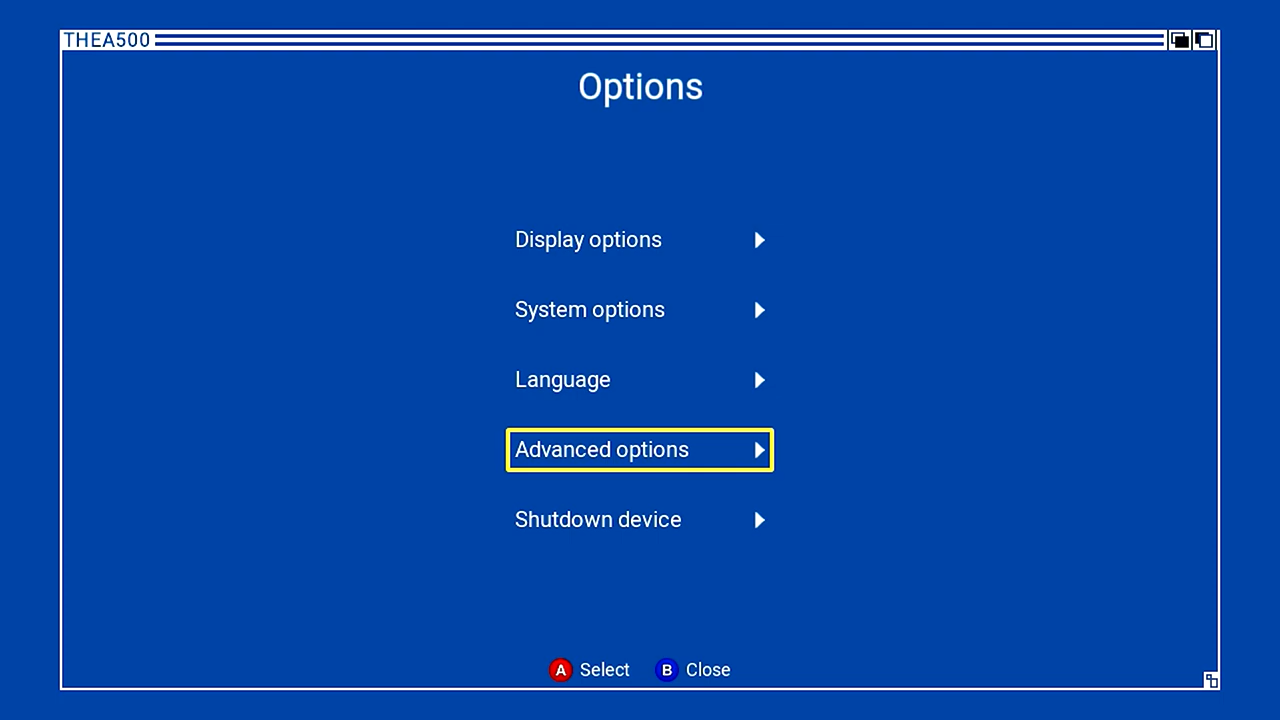 THEA500
Options
Display options
System options
Language
Advanced options
Shutdown device
A Select B Close